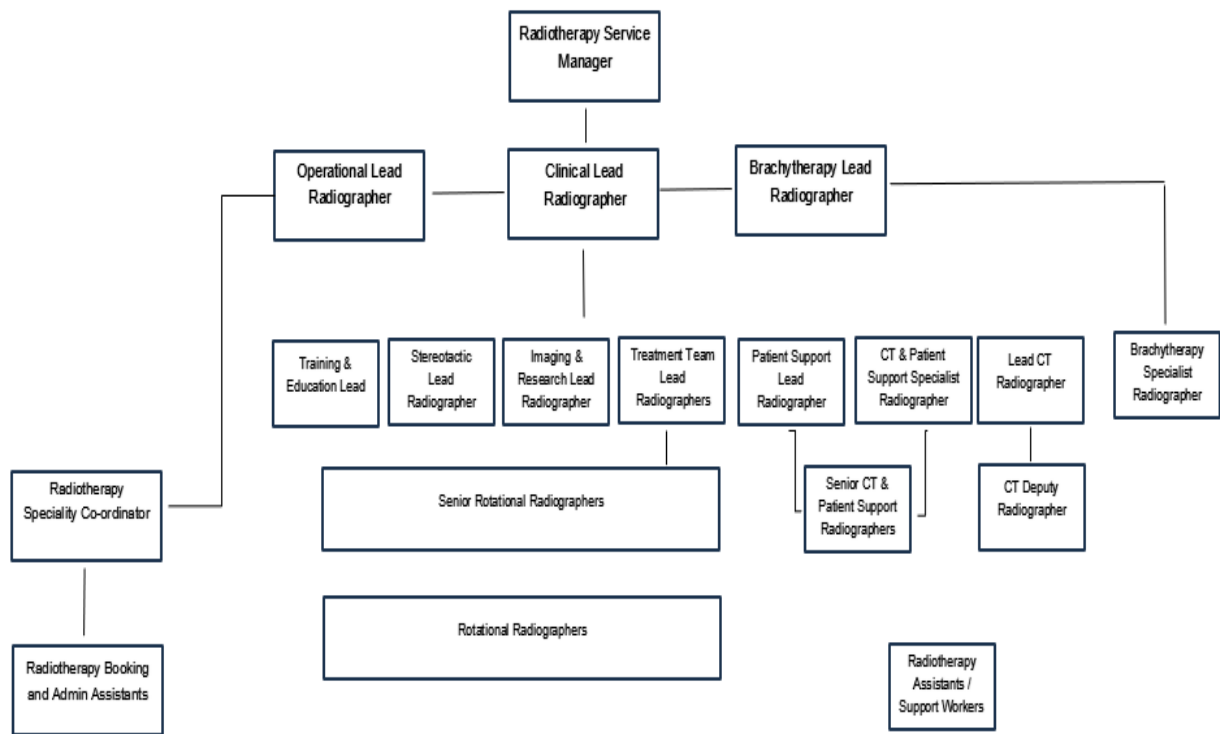 Radiotherapy Service
Manager
Operational Lead
Radiographer
Clinical Lead
Radiographer
Brachytherapy Lead
Radiographer
Training &
Education Lead
Stereotactic
Lead
Radiographer
Imaging &
Research Lead
Radiographer
Treatment Team
Lead
Radiographers
Patient Support
Lead
Radiographer
CT & Patient
Support Specialist
Radiographer
Lead CT
Radiographer
Brachytherapy
Specialist
Radiographer
Radiotherapy
Speciality Co-ordinator
Senior Rotational Radiographers
Senior CT &
Patient Support
Radiographers
CT Deputy
Radiographer
Rotational Radiographers
Radiotherapy Booking
and Admin Assistants
Radiotherapy
Assistants /
Support Workers